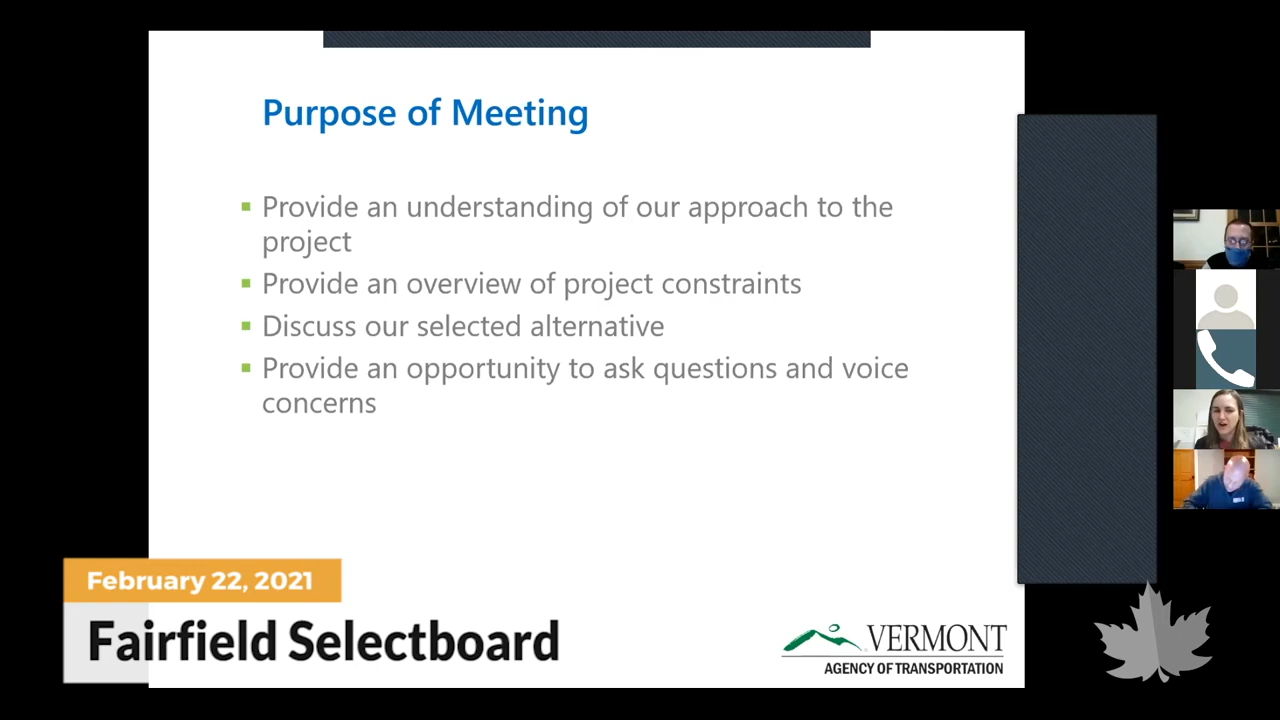 Purpose of Meeting
Provide an understanding of our approach to the
project
Provide an overview of project constraints
Discuss our selected alternative
Provide an opportunity to ask questions and voice
concerns
February 22, 2021
Fairfield Selectboard
VERMONT
AGENCY OF TRANSPORTATION